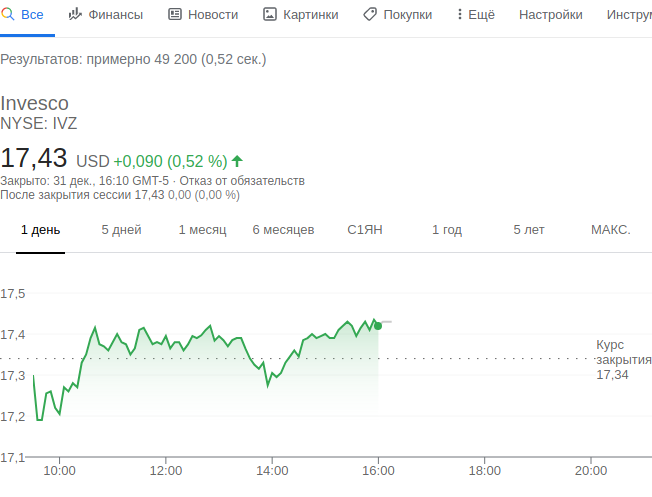 Все Финансы Новости Картинки Покупки Ещё Настройки
Результатов: примерно 49 200 (0,52 сек.)
Invesco
NYSE: IVZ
17,43 USD +0,090 (0,52 %)
Закрыто: 31 дек., 16:10 GMT-5 · Отказ от обязательств
После закрытия сессии 17,43 0,00 (0,00 %)
1 день 5 дней 1 месяц 6 месяцев С1ЯН 1 год 5 лет МАКС.
17,5
17,4
Курс
закрытия
17,34
17,3
17,2
17,1
10:00 12:00 14:00 16:00 18:00 20:00